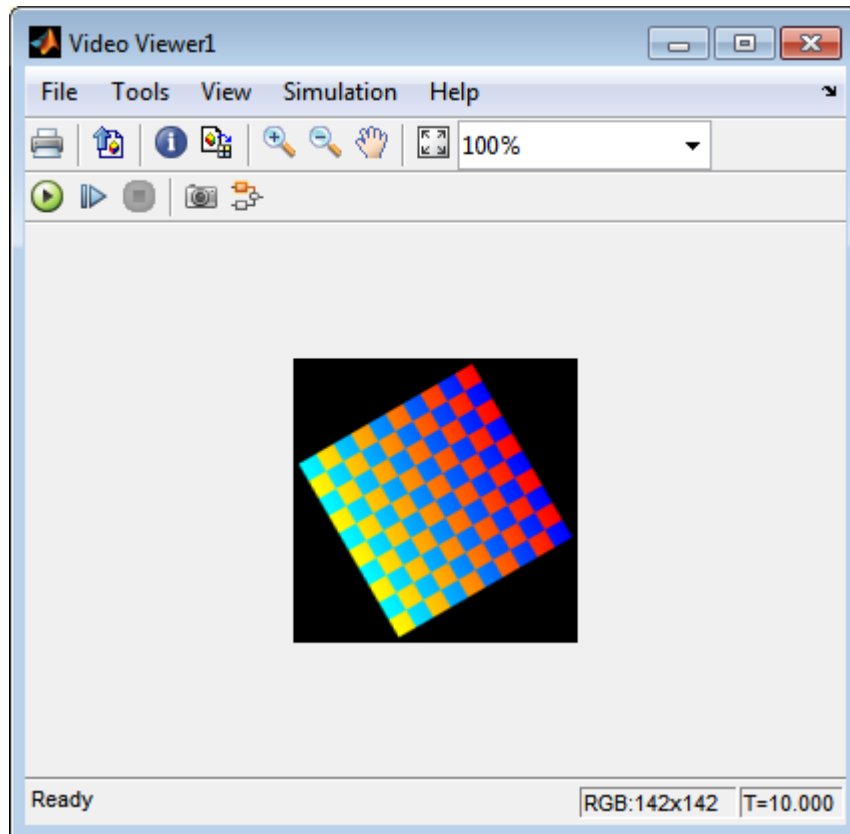 Video Viewer1
File Tools View Simulation Help
100%
Ready RGB:142x142 T=10.000